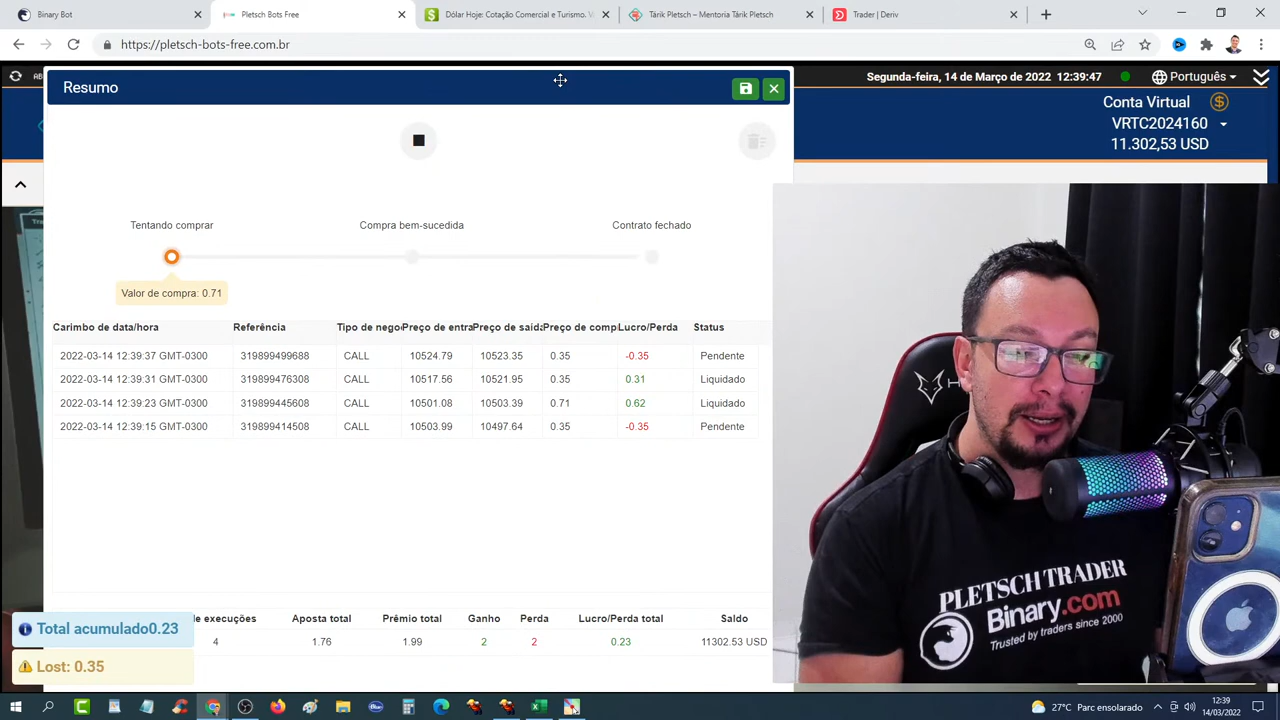 Binary Bot
Pletsch Bots Free
Dólar Hoje: Cotação Comercial e Turismo. V
Tárik Pletsch – Mentoria Tárik Pletsch
Trader | Deriv
https://pletsch-bots-free.com.br
Segunda-feira, 14 de Março de 2022 | 12:39:47
Português
Resumo
Conta Virtual
VRTC2024160
11.302,53 USD
Tentando comprar
Compra bem-sucedida
Contrato fechado
Valor de compra: 0.71
Carimbo de data/hora Referência Tipo de nego Preço de entra Preço de saída Preço de comp Lucro/Perda Status
2022-03-14 12:39:37 GMT-0300 319899499688 CALL 10524.79 10523.35 0.35 -0.35 Pendente
2022-03-14 12:39:31 GMT-0300 319899476308 CALL 10517.56 10521.95 0.35 0.31 Liquidado
2022-03-14 12:39:23 GMT-0300 319899445608 CALL 10501.08 10503.39 0.71 0.62 Liquidado
2022-03-14 12:39:15 GMT-0300 319899414508 CALL 10503.99 10497.64 0.35 -0.35 Pendente
PLETSCH TRADER
Binary.com
Trusted by traders since 2000
de execuções Aposta total Prêmio total Ganho Perda Lucro/Perda total Saldo
4 1.76 1.99 2 2 0.23 11302.53 USD
Total acumulado0.23
Lost: 0.35
27°C Parc ensolarado
12:39
14/03/2022